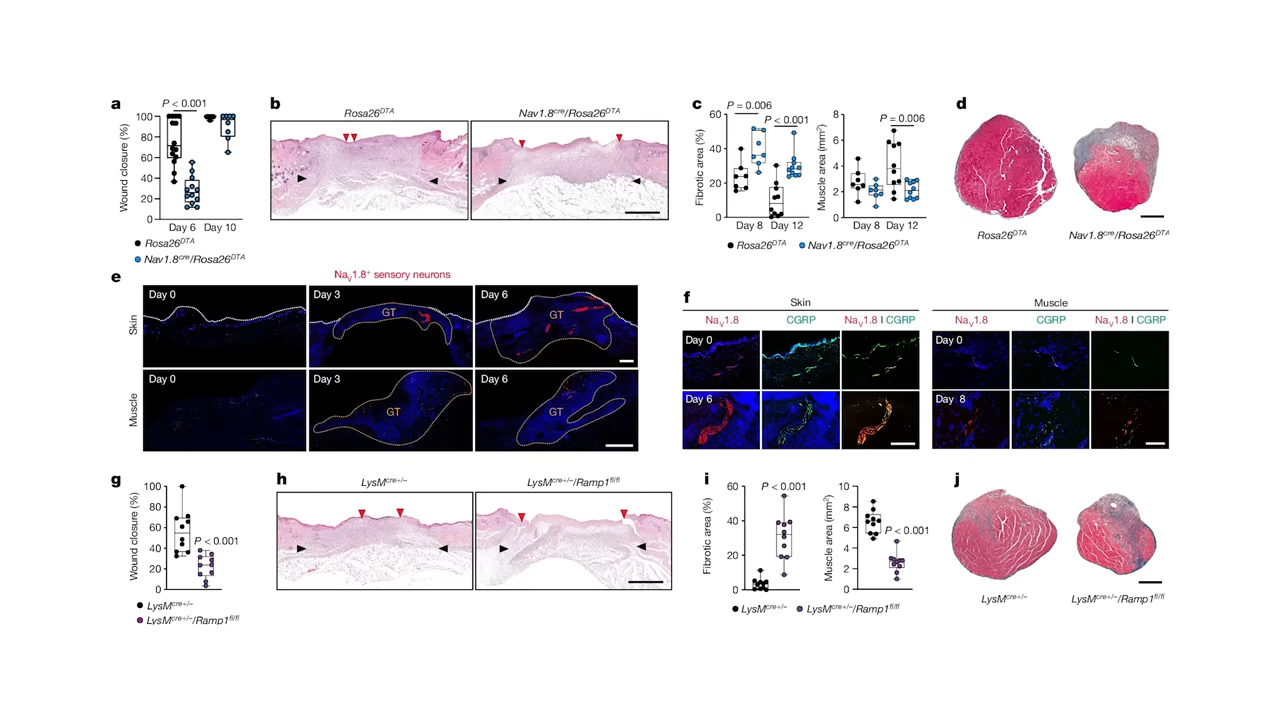 a
P < 0.001
Wound closure (%)
100
80
60
40
20
0
Day 6 Day 10
Rosa26DTA
Nav1.8cre/Rosa26DTA
b
Rosa26DTA Nav1.8cre/Rosa26DTA
c
P = 0.006
P < 0.001
Fibrotic area (%)
60
40
20
0
Day 8 Day 12
P = 0.006
Muscle area (mm2)
8
6
4
2
0
Day 8 Day 12
Rosa26DTA Nav1.8cre/Rosa26DTA
d
Rosa26DTA Nav1.8cre/Rosa26DTA
e
NaV1.8+ sensory neurons
Skin
Day 0 Day 3 Day 6
GT GT
Muscle
Day 0 Day 3 Day 6
GT GT
f
Skin Muscle
NaV1.8 CGRP NaV1.8 I CGRP NaV1.8 CGRP NaV1.8 I CGRP
Day 0 Day 0
Day 6 Day 8
g
Wound closure (%)
100
80
60
40
20
0
P < 0.001
LysMcre+/−
LysMcre+/−/Ramp1fl/fl
h
LysMcre+/− LysMcre+/−/Ramp1fl/fl
i
P < 0.001
Fibrotic area (%)
60
40
20
0
P < 0.001
Muscle area (mm2)
10
8
6
4
2
0
LysMcre+/− LysMcre+/−/Ramp1fl/fl
j
LysMcre+/− LysMcre+/−/Ramp1fl/fl